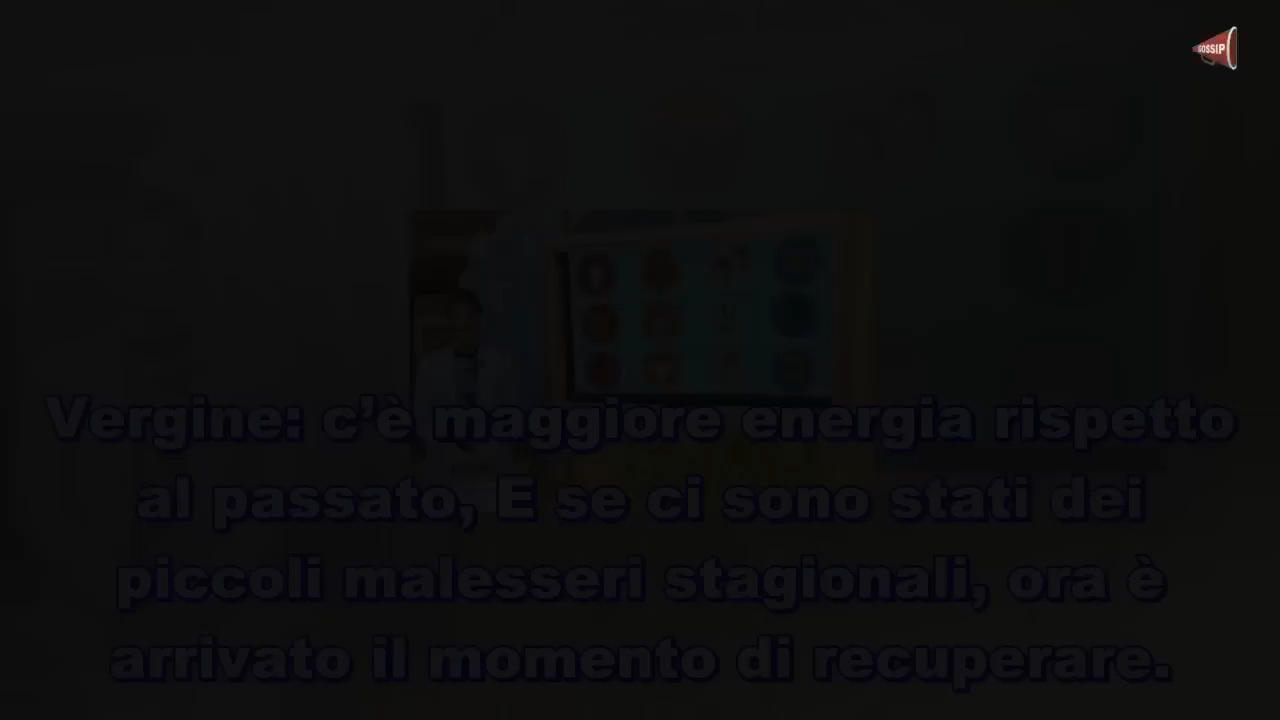 GOSSIP
Vergine: c’è maggiore energia rispetto
al passato, E se ci sono stati dei
piccoli malesseri stagionali, ora è
arrivato il momento di recuperare.